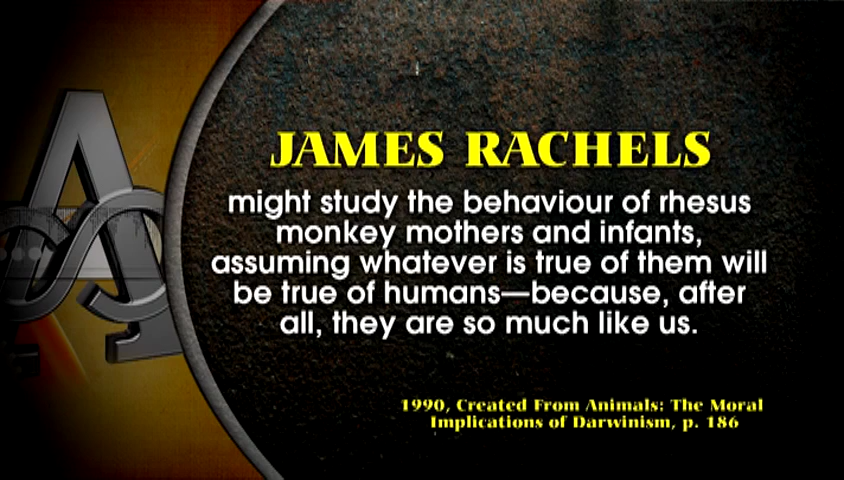 JAMES RACHELS
might study the behaviour of rhesus
monkey mothers and infants,
assuming whatever is true of them will
be true of humans—because, after
all, they are so much like us.
1990, Created From Animals: The Moral
Implications of Darwinism, p. 186